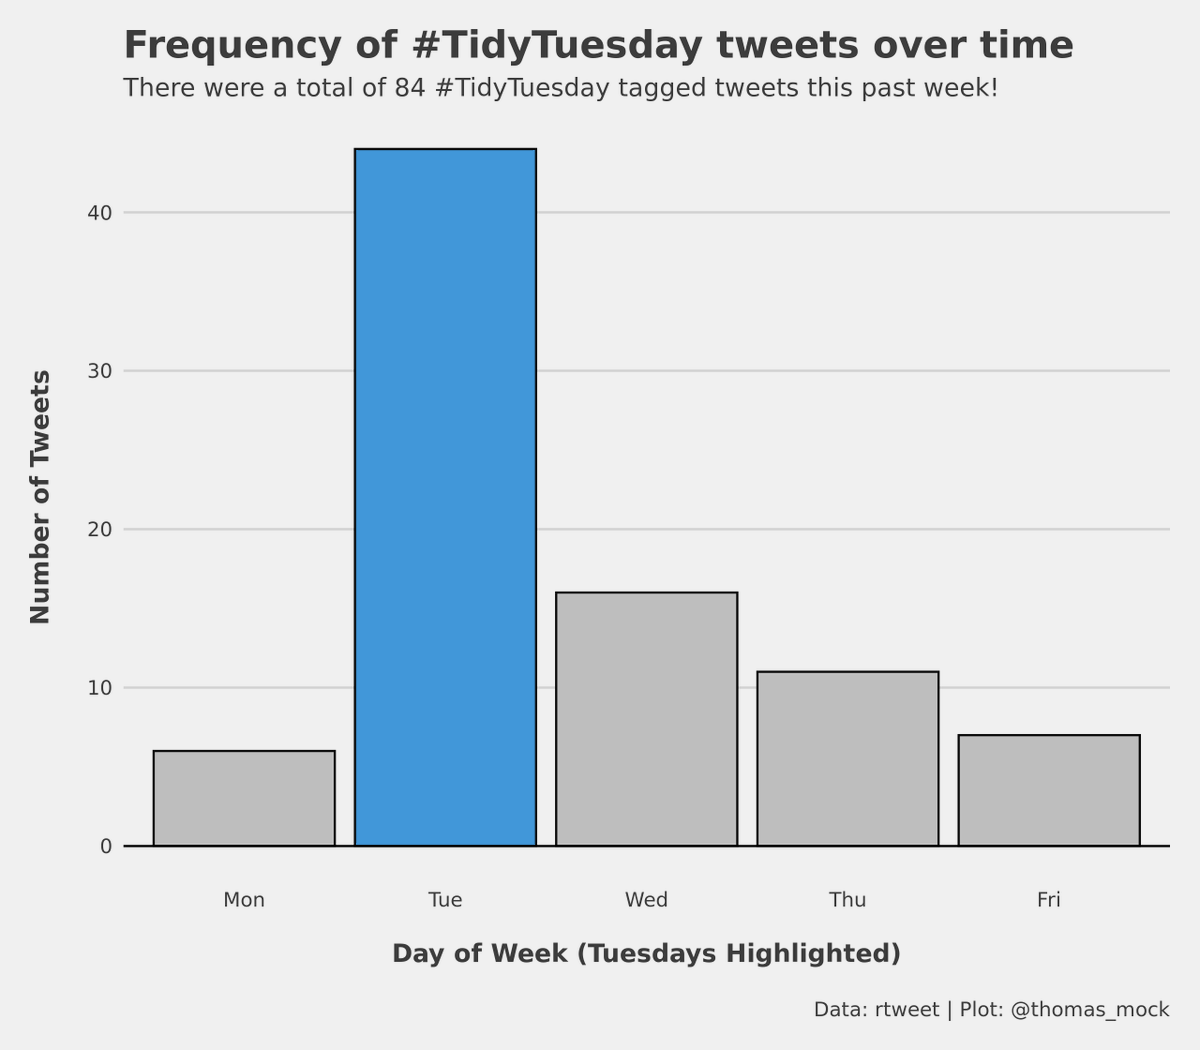 Frequency of #TidyTuesday tweets over time
There were a total of 84 #TidyTuesday tagged tweets this past week!
Number of Tweets
40
30
20
10
0
Mon Tue Wed Thu Fri
Day of Week (Tuesdays Highlighted)
Data: rtweet | Plot: @thomas_mock